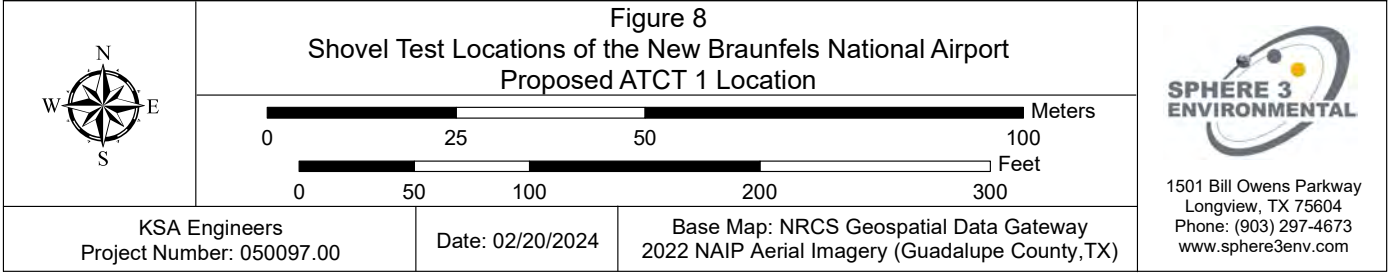 N
W
E
S
Figure 8
Shovel Test Locations of the New Braunfels National Airport
Proposed ATCT 1 Location
Meters
0 25 50 100
Feet
0 50 100 200 300
KSA Engineers
Project Number: 050097.00
Date: 02/20/2024
Base Map: NRCS Geospatial Data Gateway
2022 NAIP Aerial Imagery (Guadalupe County,TX)
SPHERE 3
ENVIRONMENTAL
1501 Bill Owens Parkway
Longview, TX 75604
Phone: (903) 297-4673
www.sphere3env.com